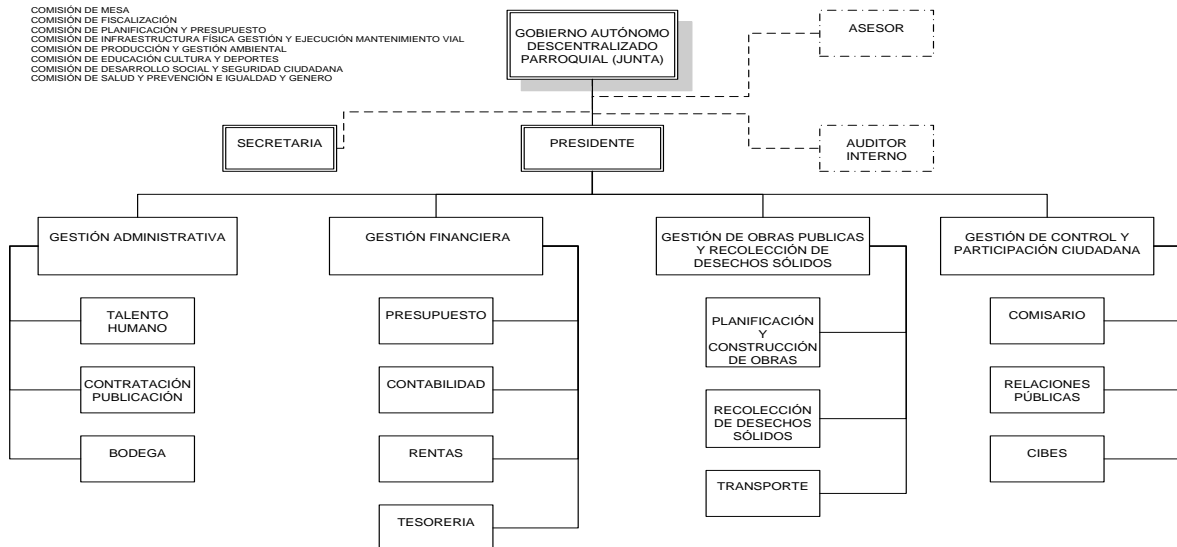 COMISIÓN DE MESA
COMISIÓN DE FISCALIZACIÓN
COMISIÓN DE PLANIFICACIÓN Y PRESUPUESTO
COMISIÓN DE INFRAESTRUCTURA FÍSICA GESTIÓN Y EJECUCIÓN MANTENIMIENTO VIAL
COMISIÓN DE PRODUCCIÓN Y GESTIÓN AMBIENTAL
COMISIÓN DE EDUCACIÓN CULTURA Y DEPORTES
COMISIÓN DE DESARROLLO SOCIAL Y SEGURIDAD CIUDADANA
COMISIÓN DE SALUD Y PREVENCIÓN E IGUALDAD Y GENERO
GOBIERNO AUTÓNOMO
DESCENTRALIZADO
PARROQUIAL (JUNTA)
ASESOR
SECRETARIA
PRESIDENTE
AUDITOR
INTERNO
GESTIÓN ADMINISTRATIVA
GESTIÓN FINANCIERA
GESTIÓN DE OBRAS PUBLICAS
Y RECOLECCIÓN DE
DESECHOS SÓLIDOS
GESTIÓN DE CONTROL Y
PARTICIPACIÓN CIUDADANA
TALENTO
HUMANO
CONTRATACIÓN
PUBLICACIÓN
BODEGA
PRESUPUESTO
CONTABILIDAD
RENTAS
TESORERIA
PLANIFICACIÓN
Y
CONSTRUCCIÓN
DE OBRAS
RECOLECCIÓN
DE DESECHOS
SÓLIDOS
TRANSPORTE
COMISARIO
RELACIONES
PÚBLICAS
CIBES